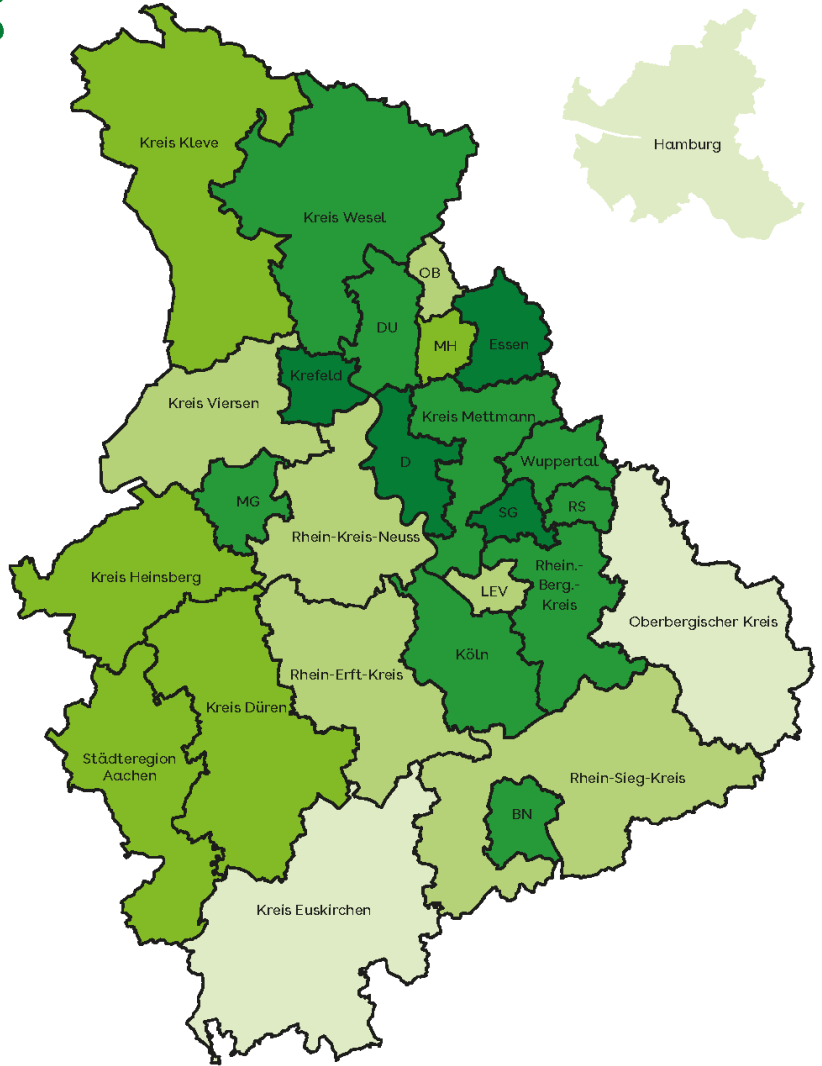 Kreis Kleve
Hamburg
Kreis Wesel
OB
DU
MH
Essen
Krefeld
Kreis Viersen
Kreis Mettmann
D
Wuppertal
MG
SG
RS
Rhein-Kreis-Neuss
Rhein.-
Berg.-
Kreis
Kreis Heinsberg
LEV
Oberbergischer Kreis
Köln
Rhein-Erft-Kreis
Kreis Düren
Städteregion
Aachen
Rhein-Sieg-Kreis
BN
Kreis Euskirchen